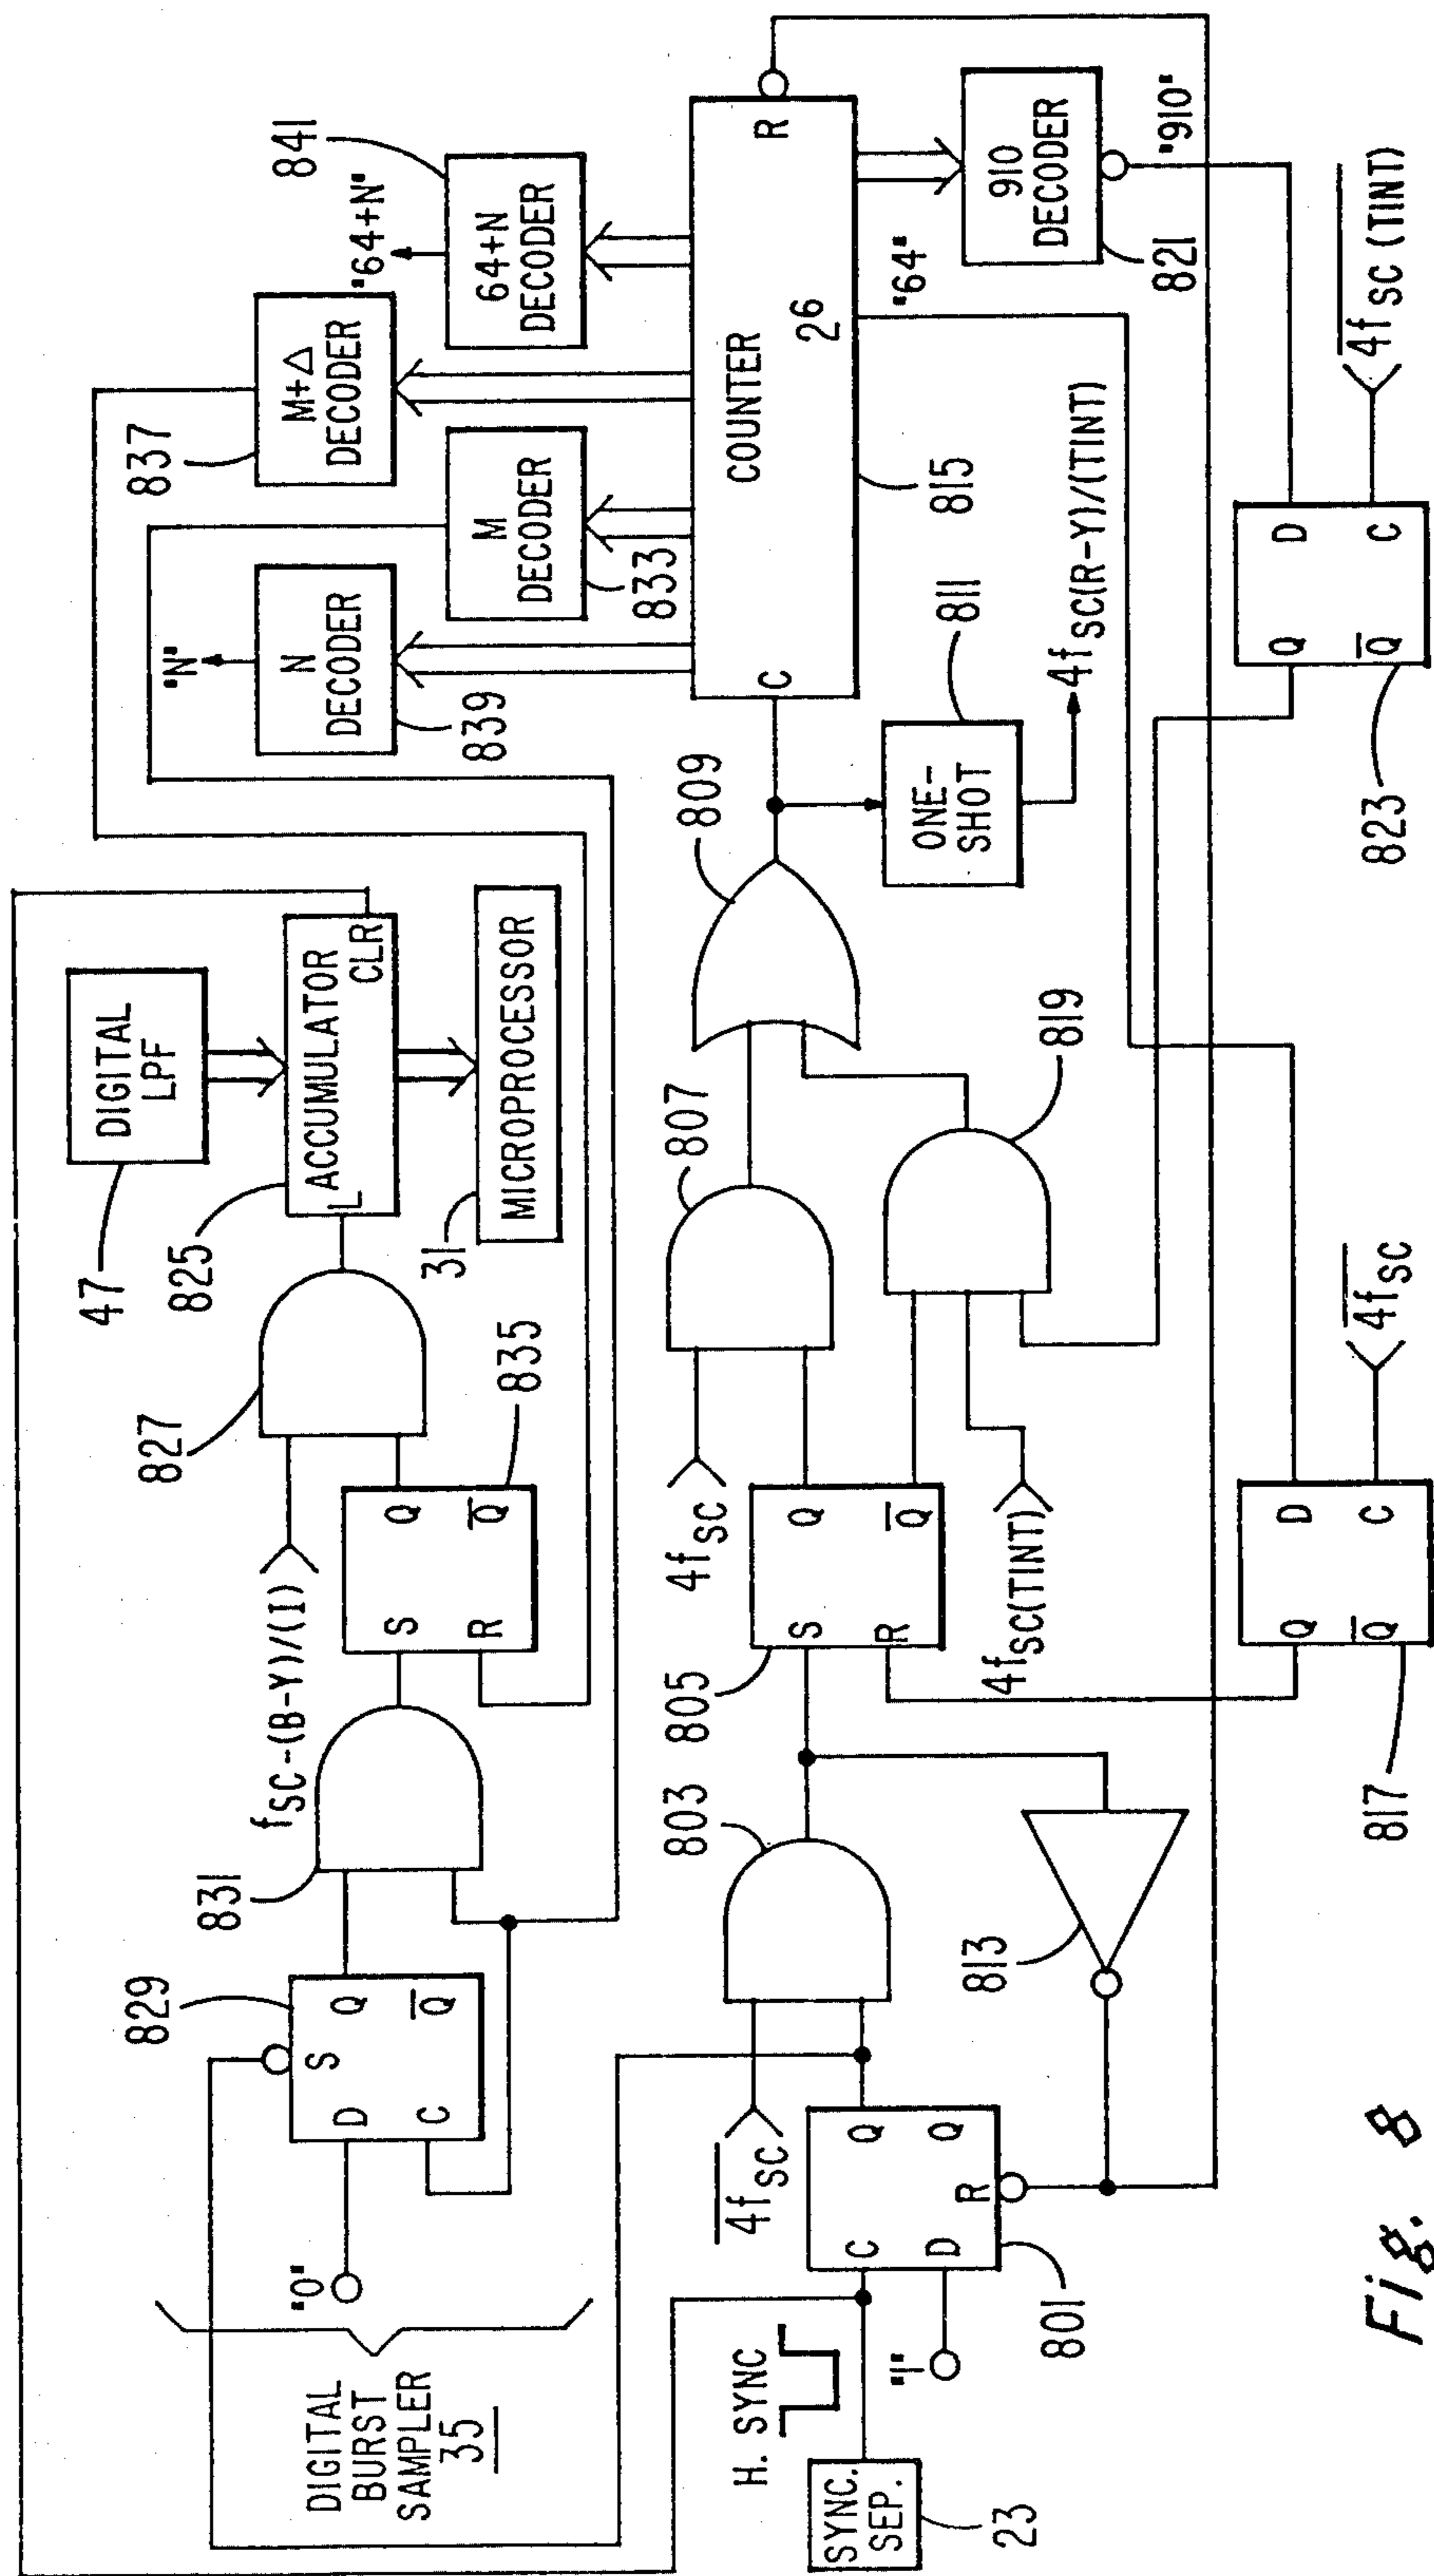 DIGITAL
LPF
47
ACCUMULATOR
L
CLR
825
MICROPROCESSOR
31
827
f_SC-(B-Y)/(I)
S
Q
R
Q̅
835
831
829
S
Q
D
C
Q̅
"0"
DIGITAL
BURST
SAMPLER
35
"N"
N
DECODER
839
M
DECODER
833
M+Δ
DECODER
837
"64+N"
64+N
DECODER
841
COUNTER
26
C
R
815
"64"
910
DECODER
821
"910"
809
ONE-
SHOT
811
4f_SC(R-Y)/(TINT)
807
819
4f_SC
4f_SC(TINT)
S
Q
R
Q̅
805
803
4f_SC̅
813
C
Q
D
Q
R
801
"1"
H. SYNC
SYNC.
SEP.
23
Q
D
Q̅
C
817
4f_SC̅
Q
D
Q̅
C
823
4f_SC (TINT)̅
Fig. 8